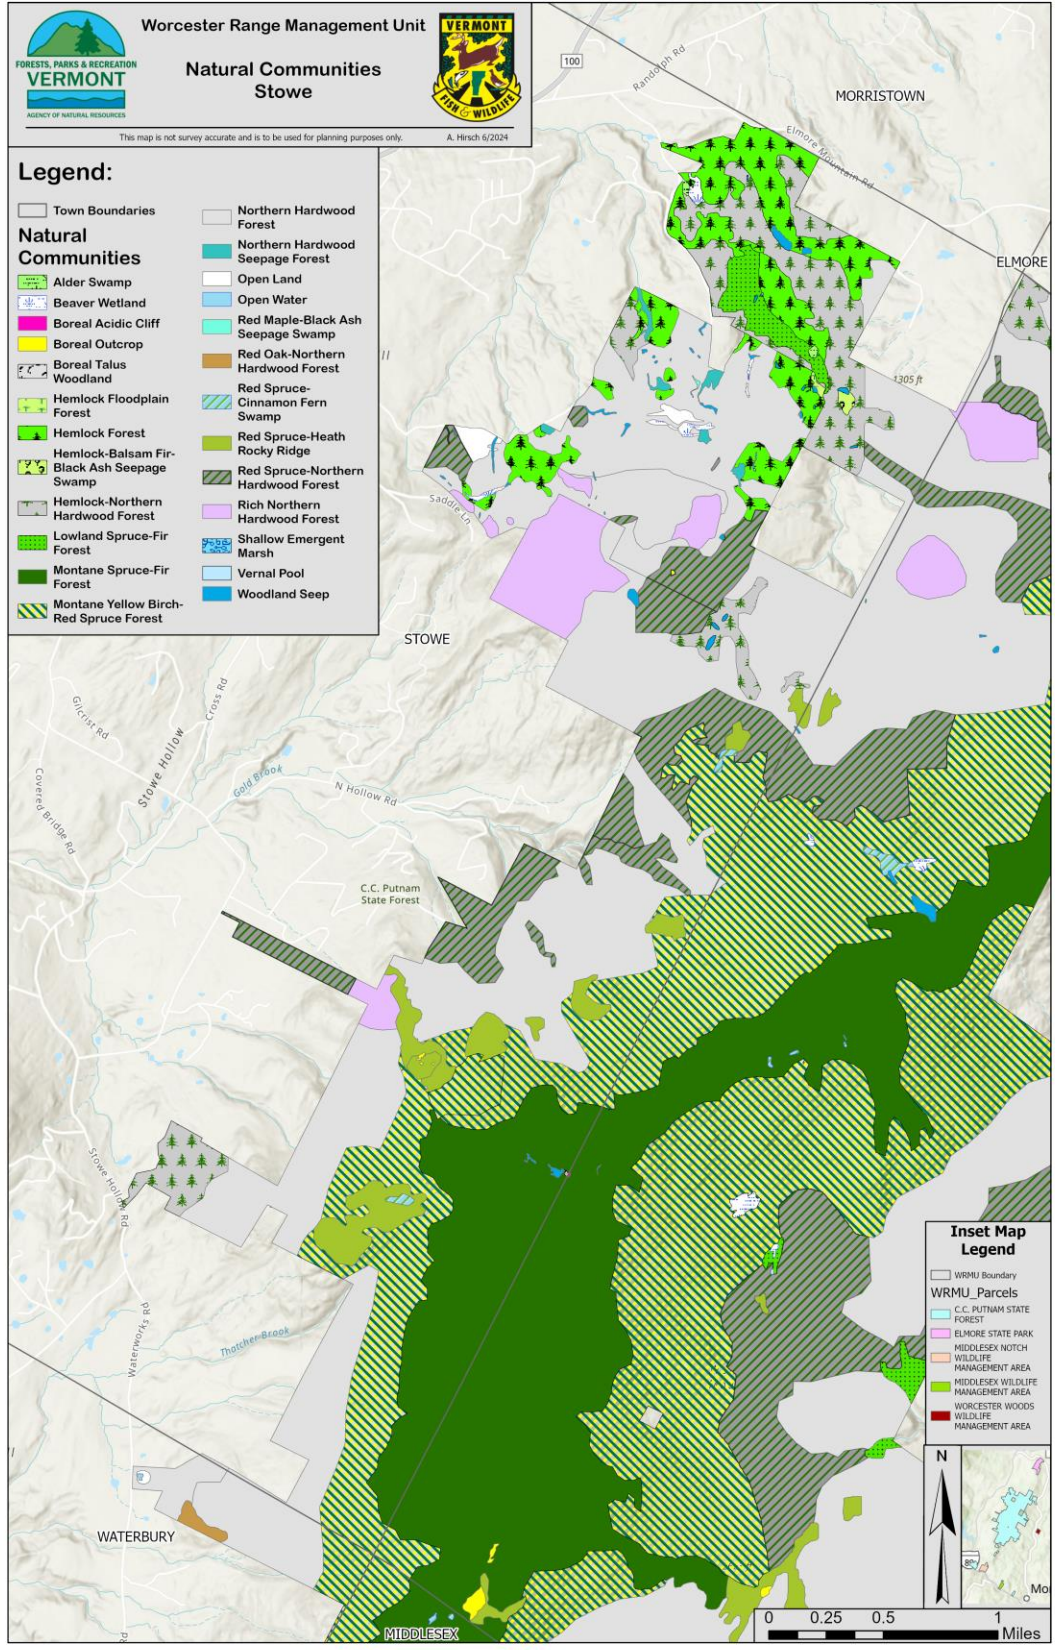 FORESTS, PARKS & RECREATION
VERMONT
AGENCY OF NATURAL RESOURCES
Worcester Range Management Unit
Natural Communities
Stowe
VERMONT
FISH & WILDLIFE
This map is not survey accurate and is to be used for planning purposes only.
A. Hirsch 6/2024
Legend:
Town Boundaries
Natural
Communities
Alder Swamp
Beaver Wetland
Boreal Acidic Cliff
Boreal Outcrop
Boreal Talus
Woodland
Hemlock Floodplain
Forest
Hemlock Forest
Hemlock-Balsam Fir-
Black Ash Seepage
Swamp
Hemlock-Northern
Hardwood Forest
Lowland Spruce-Fir
Forest
Montane Spruce-Fir
Forest
Montane Yellow Birch-
Red Spruce Forest
Northern Hardwood
Forest
Northern Hardwood
Seepage Forest
Open Land
Open Water
Red Maple-Black Ash
Seepage Swamp
Red Oak-Northern
Hardwood Forest
Red Spruce-
Cinnamon Fern
Swamp
Red Spruce-Heath
Rocky Ridge
Red Spruce-Northern
Hardwood Forest
Rich Northern
Hardwood Forest
Shallow Emergent
Marsh
Vernal Pool
Woodland Seep
100
Randolph Rd
MORRISTOWN
Elmore Mountain Rd
ELMORE
1305 ft
Saddle Ln
STOWE
Gilcrist Rd
Cross Rd
Stowe Hollow
Covered Bridge Rd
Gold Brook
N Hollow Rd
C.C. Putnam
State Forest
Stowe Hollow Rd
Waterworks Rd
Thatcher Brook
WATERBURY
Rd
MIDDLESEX
Inset Map
Legend
WRMU Boundary
WRMU_Parcels
C.C. PUTNAM STATE
FOREST
ELMORE STATE PARK
MIDDLESEX NOTCH
WILDLIFE
MANAGEMENT AREA
MIDDLESEX WILDLIFE
MANAGEMENT AREA
WORCESTER WOODS
WILDLIFE
MANAGEMENT AREA
N
89
Mo
0 0.25 0.5 1
Miles